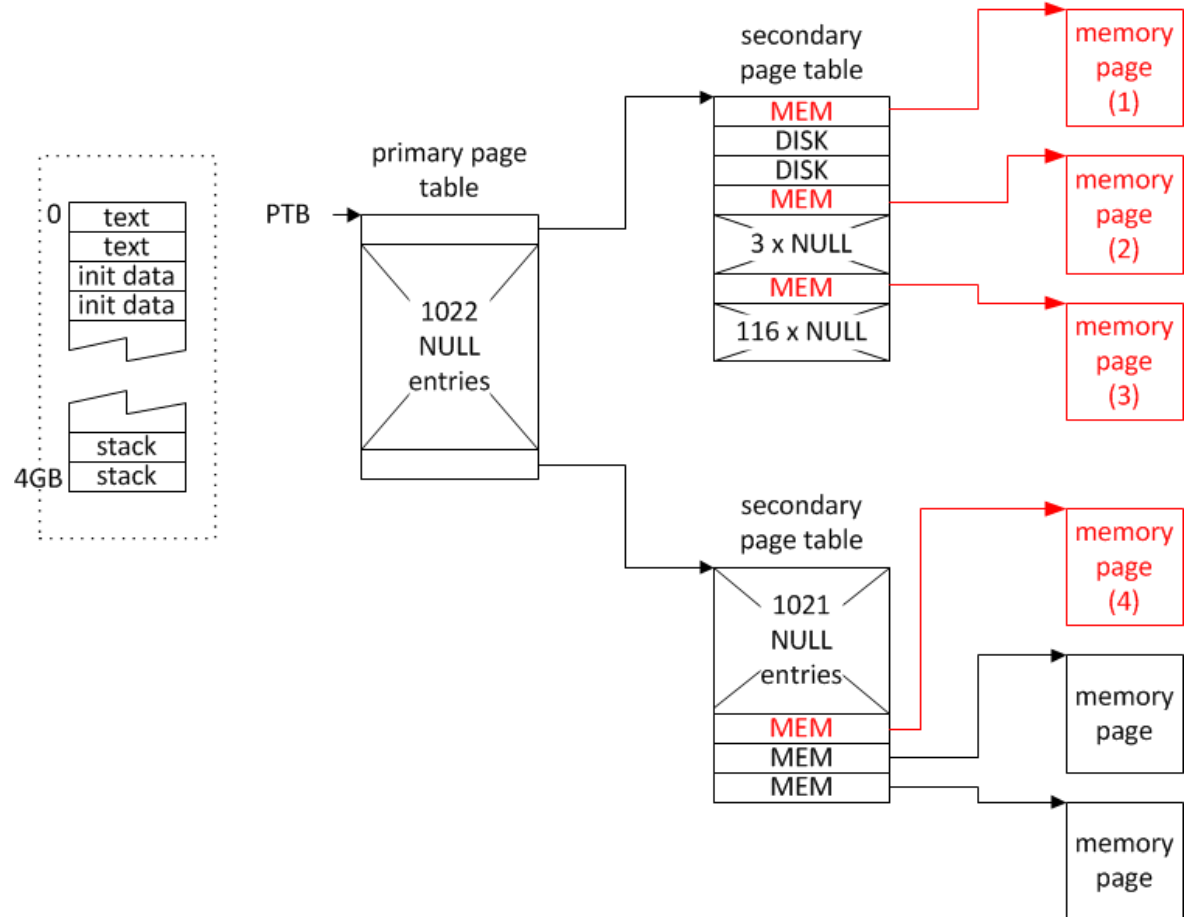 0
text
text
init data
init data
stack
stack
4GB
PTB
primary page
table
1022
NULL
entries
secondary
page table
MEM
DISK
DISK
MEM
3 x NULL
MEM
116 x NULL
secondary
page table
1021
NULL
entries
MEM
MEM
MEM
memory
page
(1)
memory
page
(2)
memory
page
(3)
memory
page
(4)
memory
page
memory
page